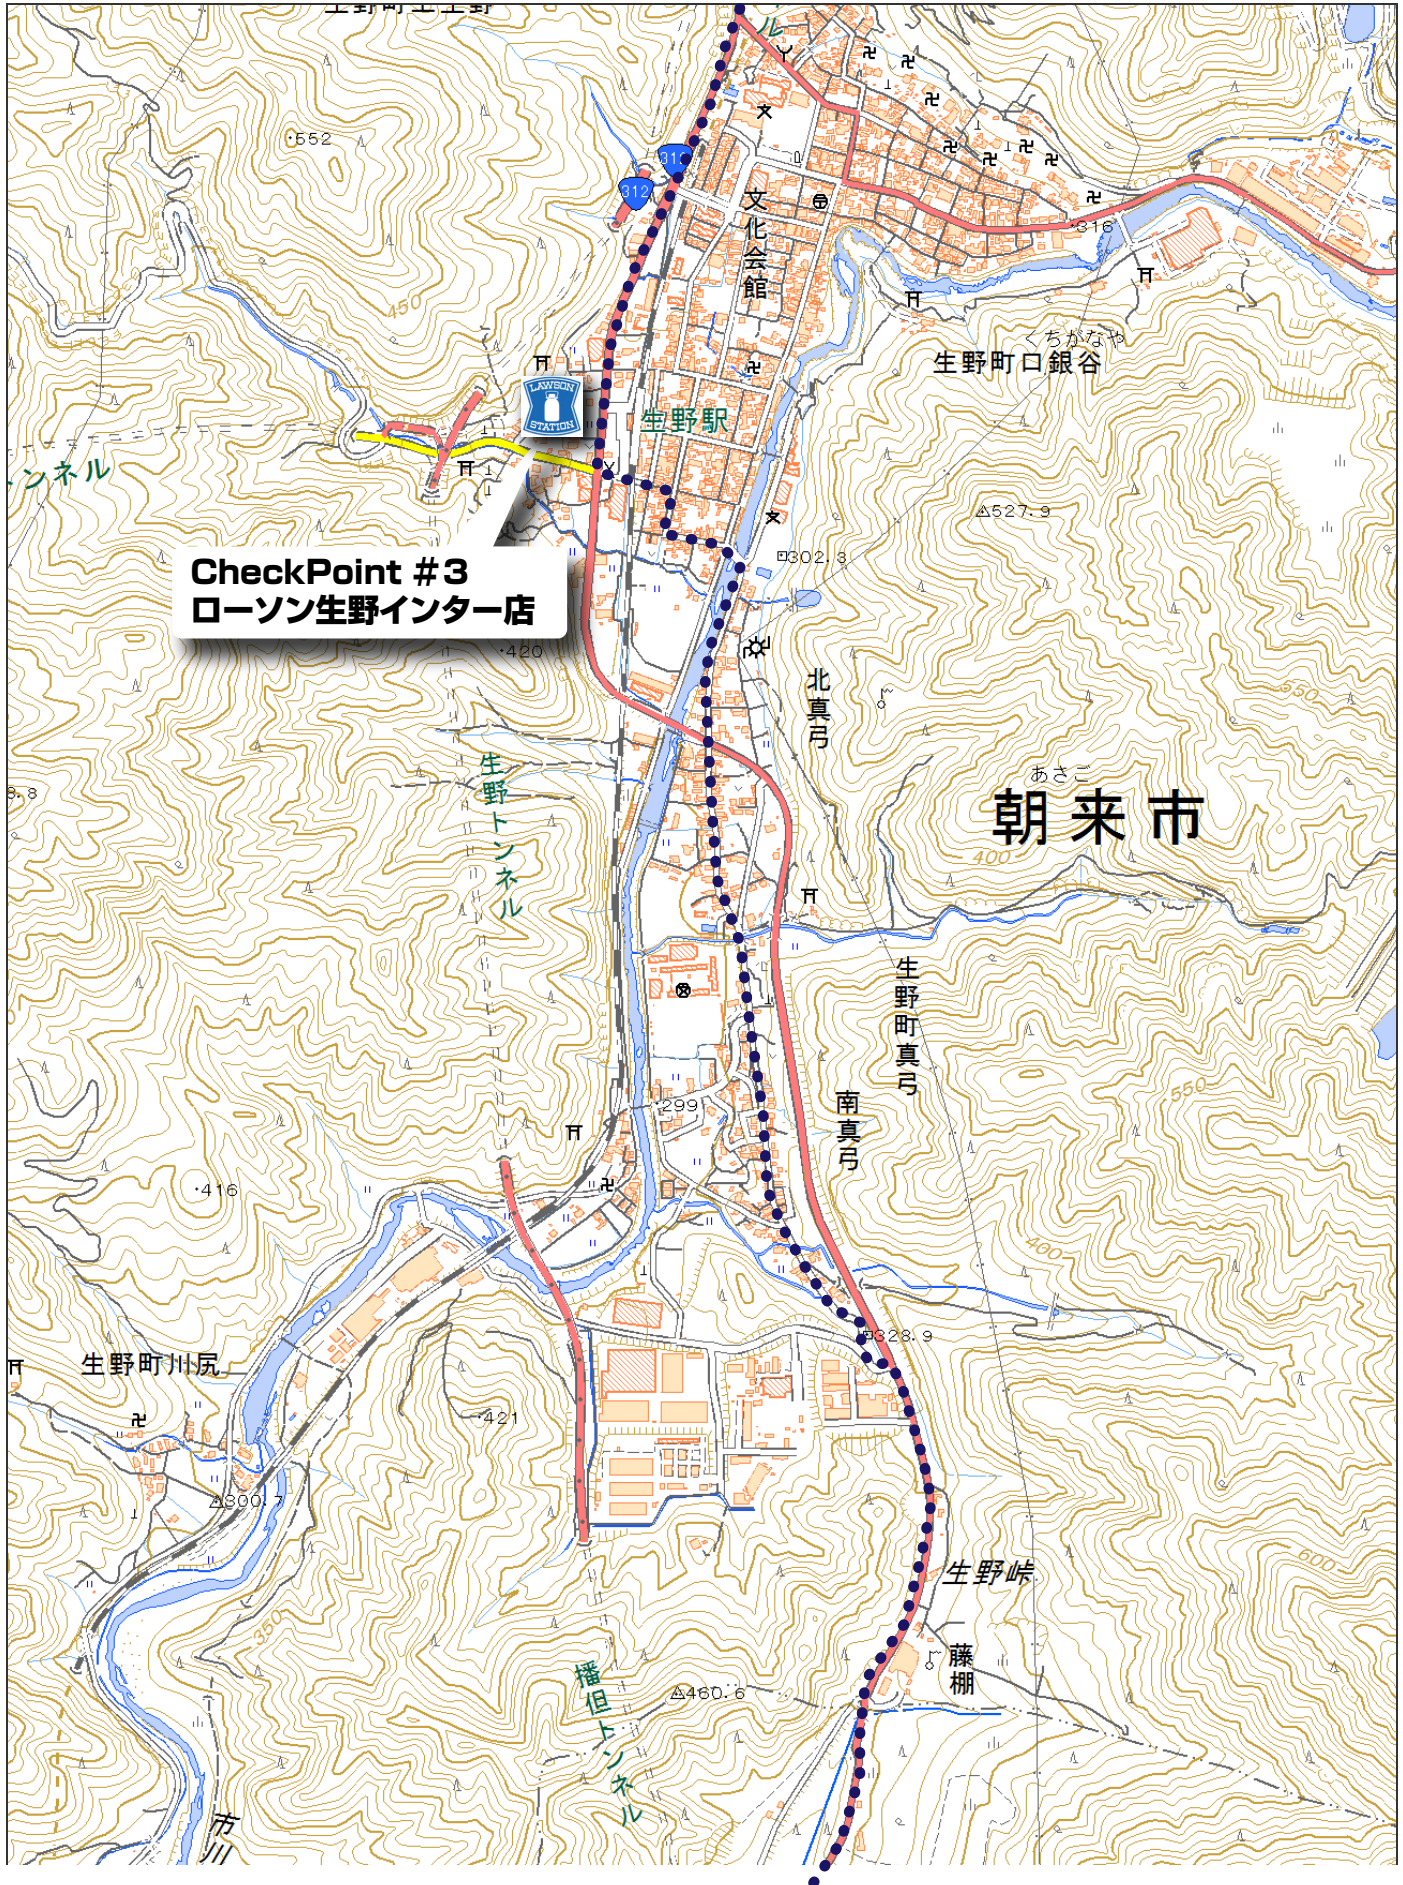 ル
・552
312
文化会館
・316
450
くちがなや
生野町口銀谷
LAWSON
STATION
生野駅
ンネル
△527.9
302.3
CheckPoint #3
ローソン生野インター店
・420
北真弓
550
生野トンネル
あさご
朝来市
8.8
400
生野町真弓
550
南真弓
・299
・416
400
328.9
生野町川尻
・421
△300.7
生野峠
600
350
藤棚
播但トンネル
△460.6
市川